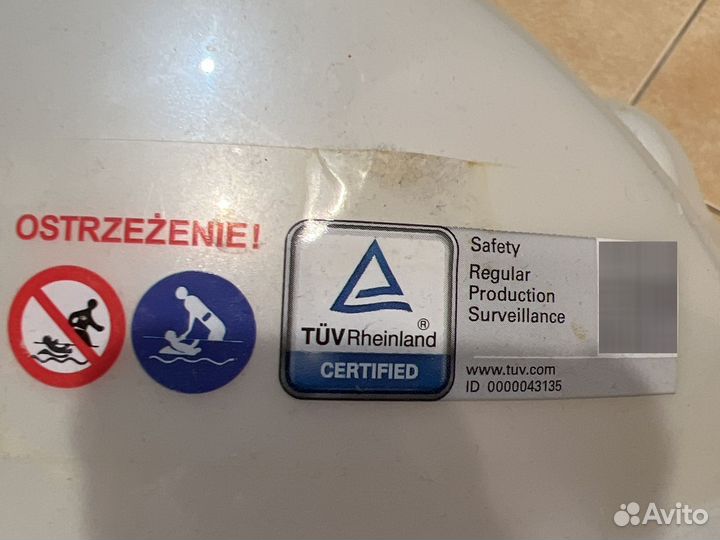 OSTRZEŻENIE!
TÜVRheinland®
CERTIFIED
Safety
Regular
Production
Surveillance
www.tuv.com
ID 0000043135
Avito